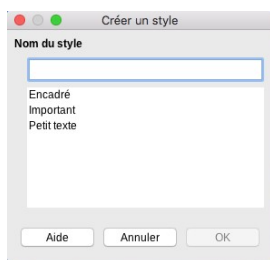 Créer un style
Nom du style
Encadré
Important
Petit texte
Aide Annuler OK